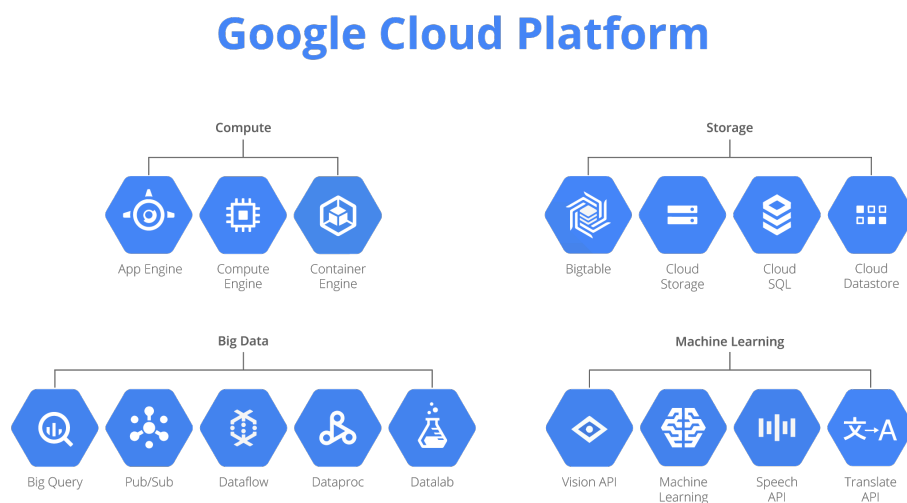 Google Cloud Platform
Compute
App Engine
Compute
Engine
Container
Engine
Storage
Bigtable
Cloud
Storage
Cloud
SQL
Cloud
Datastore
Big Data
Big Query
Pub/Sub
Dataflow
Dataproc
Datalab
Machine Learning
Vision API
Machine
Learning
Speech
API
文→A
Translate
API